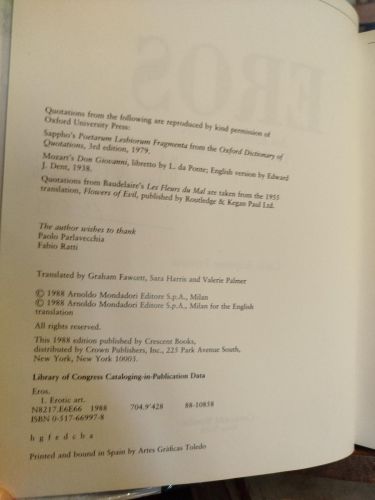 EROS
Quotations from the following are reproduced by kind permission of
Oxford University Press:
Sappho's Poetarum Lesbiorum Fragmenta from the Oxford Dictionary of
Quotations, 3rd edition, 1979.
Mozart's Don Giovanni, libretto by L. da Ponte; English version by Edward
J. Dent, 1938.
Quotations from Baudelaire's Les Fleurs du Mal are taken from the 1955
translation, Flowers of Evil, published by Routledge & Kegan Paul Ltd.
The author wishes to thank
Paolo Parlavecchia
Fabio Ratti
Translated by Graham Fawcett, Sara Harris and Valerie Palmer
© 1988 Arnoldo Mondadori Editore S.p.A., Milan
© 1988 Arnoldo Mondadori Editore S.p.A., Milan for the English
translation
All rights reserved.
This 1988 edition published by Crescent Books,
distributed by Crown Publishers, Inc., 225 Park Avenue South,
New York, New York 10003.
Library of Congress Cataloging-in-Publication Data
Eros.
1. Erotic art.
N8217.E6E66 1988 704.9'428 88-10858
ISBN 0-517-66997-8
h g f e d c b a
Printed and bound in Spain by Artes Gráficas Toledo